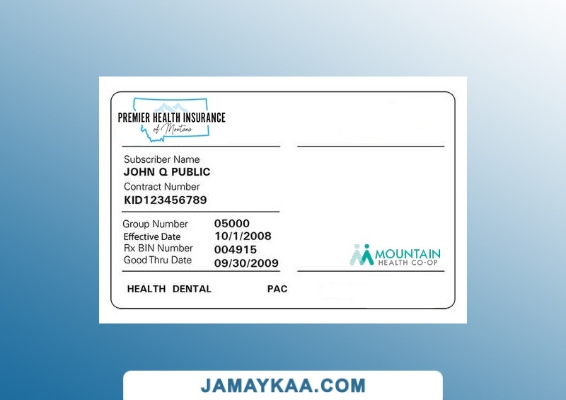 PREMIER HEALTH INSURANCE
of Montana
Subscriber Name
JOHN Q PUBLIC
Contract Number
KID123456789
Group Number 05000
Effective Date 10/1/2008
Rx BIN Number 004915
Good Thru Date 09/30/2009
MOUNTAIN
HEALTH CO-OP
HEALTH DENTAL PAC
JAMAYKAA.COM